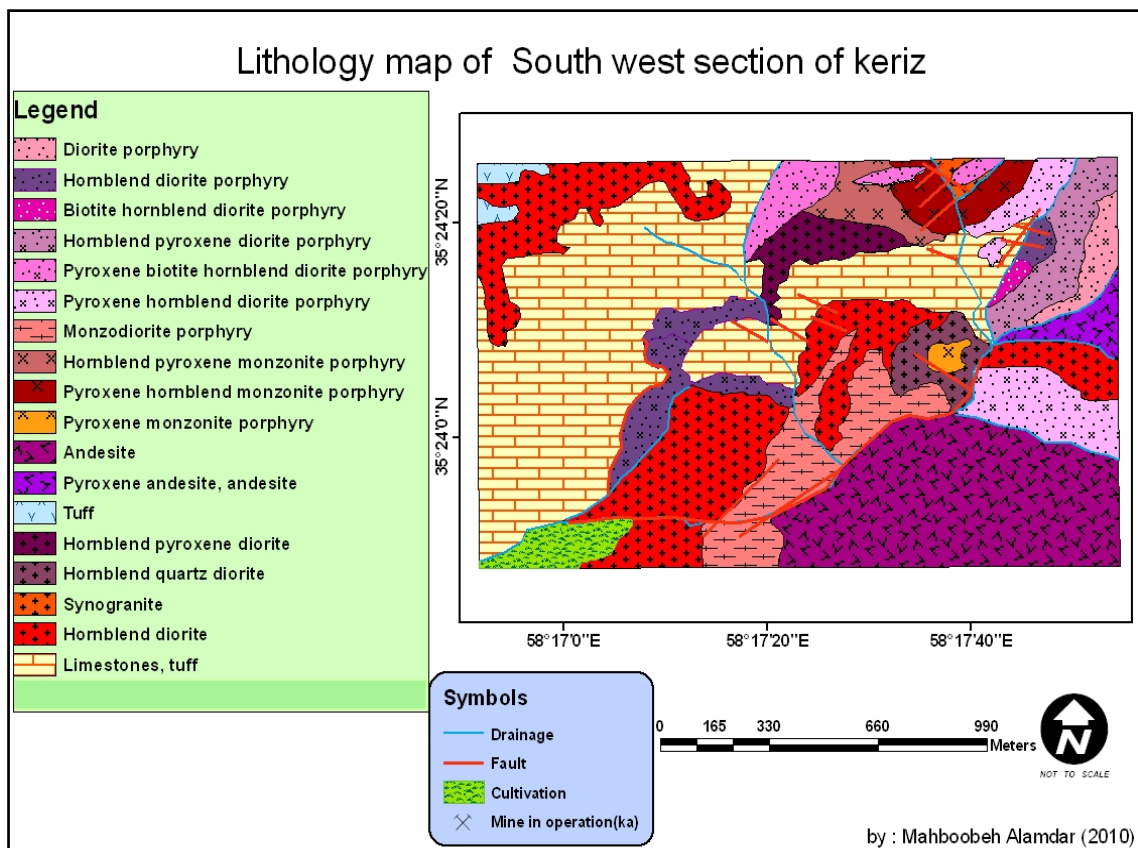 Lithology map of South west section of keriz
Legend
Diorite porphyry
Hornblend diorite porphyry
Biotite hornblend diorite porphyry
Hornblend pyroxene diorite porphyry
Pyroxene biotite hornblend diorite porphyry
Pyroxene hornblend diorite porphyry
Monzodiorite porphyry
Hornblend pyroxene monzonite porphyry
Pyroxene hornblend monzonite porphyry
Pyroxene monzonite porphyry
Andesite
Pyroxene andesite, andesite
Tuff
Hornblend pyroxene diorite
Hornblend quartz diorite
Synogranite
Hornblend diorite
Limestones, tuff
35°24'20"N
35°24'0"N
58°17'0"E 58°17'20"E 58°17'40"E
Symbols
Drainage
Fault
Cultivation
Mine in operation(ka)
0 165 330 660 990
Meters
N
NOT TO SCALE
by : Mahboobeh Alamdar (2010)